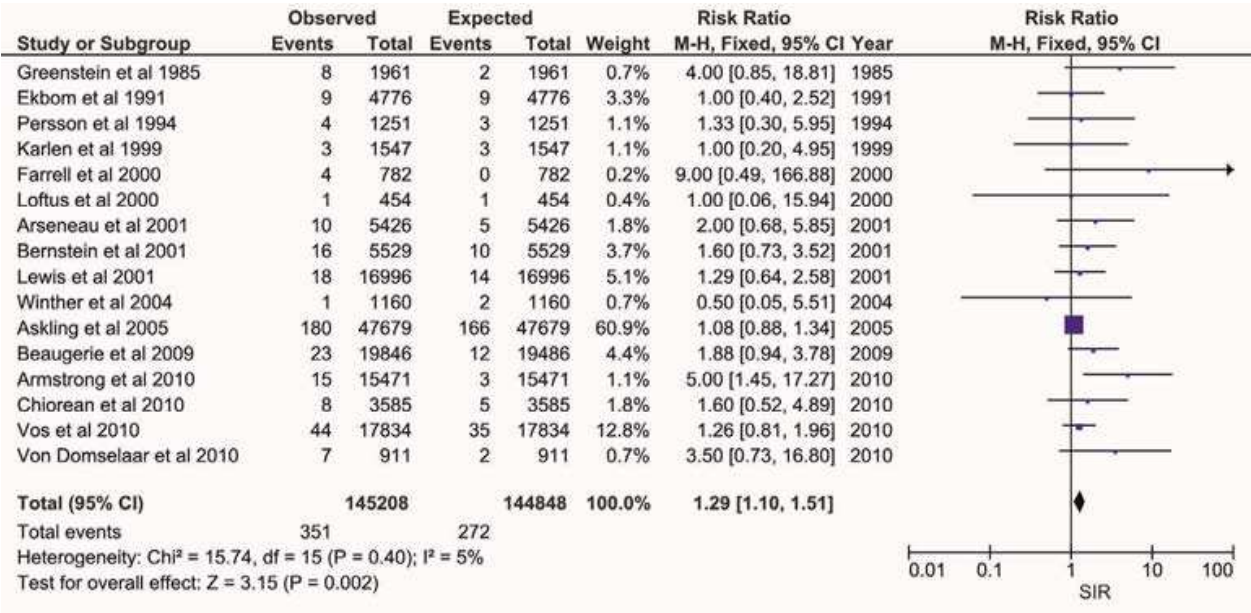 Observed Expected Risk Ratio Risk Ratio
Study or Subgroup Events Total Events Total Weight M-H, Fixed, 95% CI Year M-H, Fixed, 95% CI
Greenstein et al 1985 8 1961 2 1961 0.7% 4.00 [0.85, 18.81] 1985
Ekbom et al 1991 9 4776 9 4776 3.3% 1.00 [0.40, 2.52] 1991
Persson et al 1994 4 1251 3 1251 1.1% 1.33 [0.30, 5.95] 1994
Karlen et al 1999 3 1547 3 1547 1.1% 1.00 [0.20, 4.95] 1999
Farrell et al 2000 4 782 0 782 0.2% 9.00 [0.49, 166.88] 2000
Loftus et al 2000 1 454 1 454 0.4% 1.00 [0.06, 15.94] 2000
Arseneau et al 2001 10 5426 5 5426 1.8% 2.00 [0.68, 5.85] 2001
Bernstein et al 2001 16 5529 10 5529 3.7% 1.60 [0.73, 3.52] 2001
Lewis et al 2001 18 16996 14 16996 5.1% 1.29 [0.64, 2.58] 2001
Winther et al 2004 1 1160 2 1160 0.7% 0.50 [0.05, 5.51] 2004
Askling et al 2005 180 47679 166 47679 60.9% 1.08 [0.88, 1.34] 2005
Beaugerie et al 2009 23 19846 12 19486 4.4% 1.88 [0.94, 3.78] 2009
Armstrong et al 2010 15 15471 3 15471 1.1% 5.00 [1.45, 17.27] 2010
Chiorean et al 2010 8 3585 5 3585 1.8% 1.60 [0.52, 4.89] 2010
Vos et al 2010 44 17834 35 17834 12.8% 1.26 [0.81, 1.96] 2010
Von Domselaar et al 2010 7 911 2 911 0.7% 3.50 [0.73, 16.80] 2010
Total (95% CI) 145208 144848 100.0% 1.29 [1.10, 1.51]
Total events 351 272
Heterogeneity: Chi² = 15.74, df = 15 (P = 0.40); I² = 5%
Test for overall effect: Z = 3.15 (P = 0.002)
0.01 0.1 1 10 100
SIR